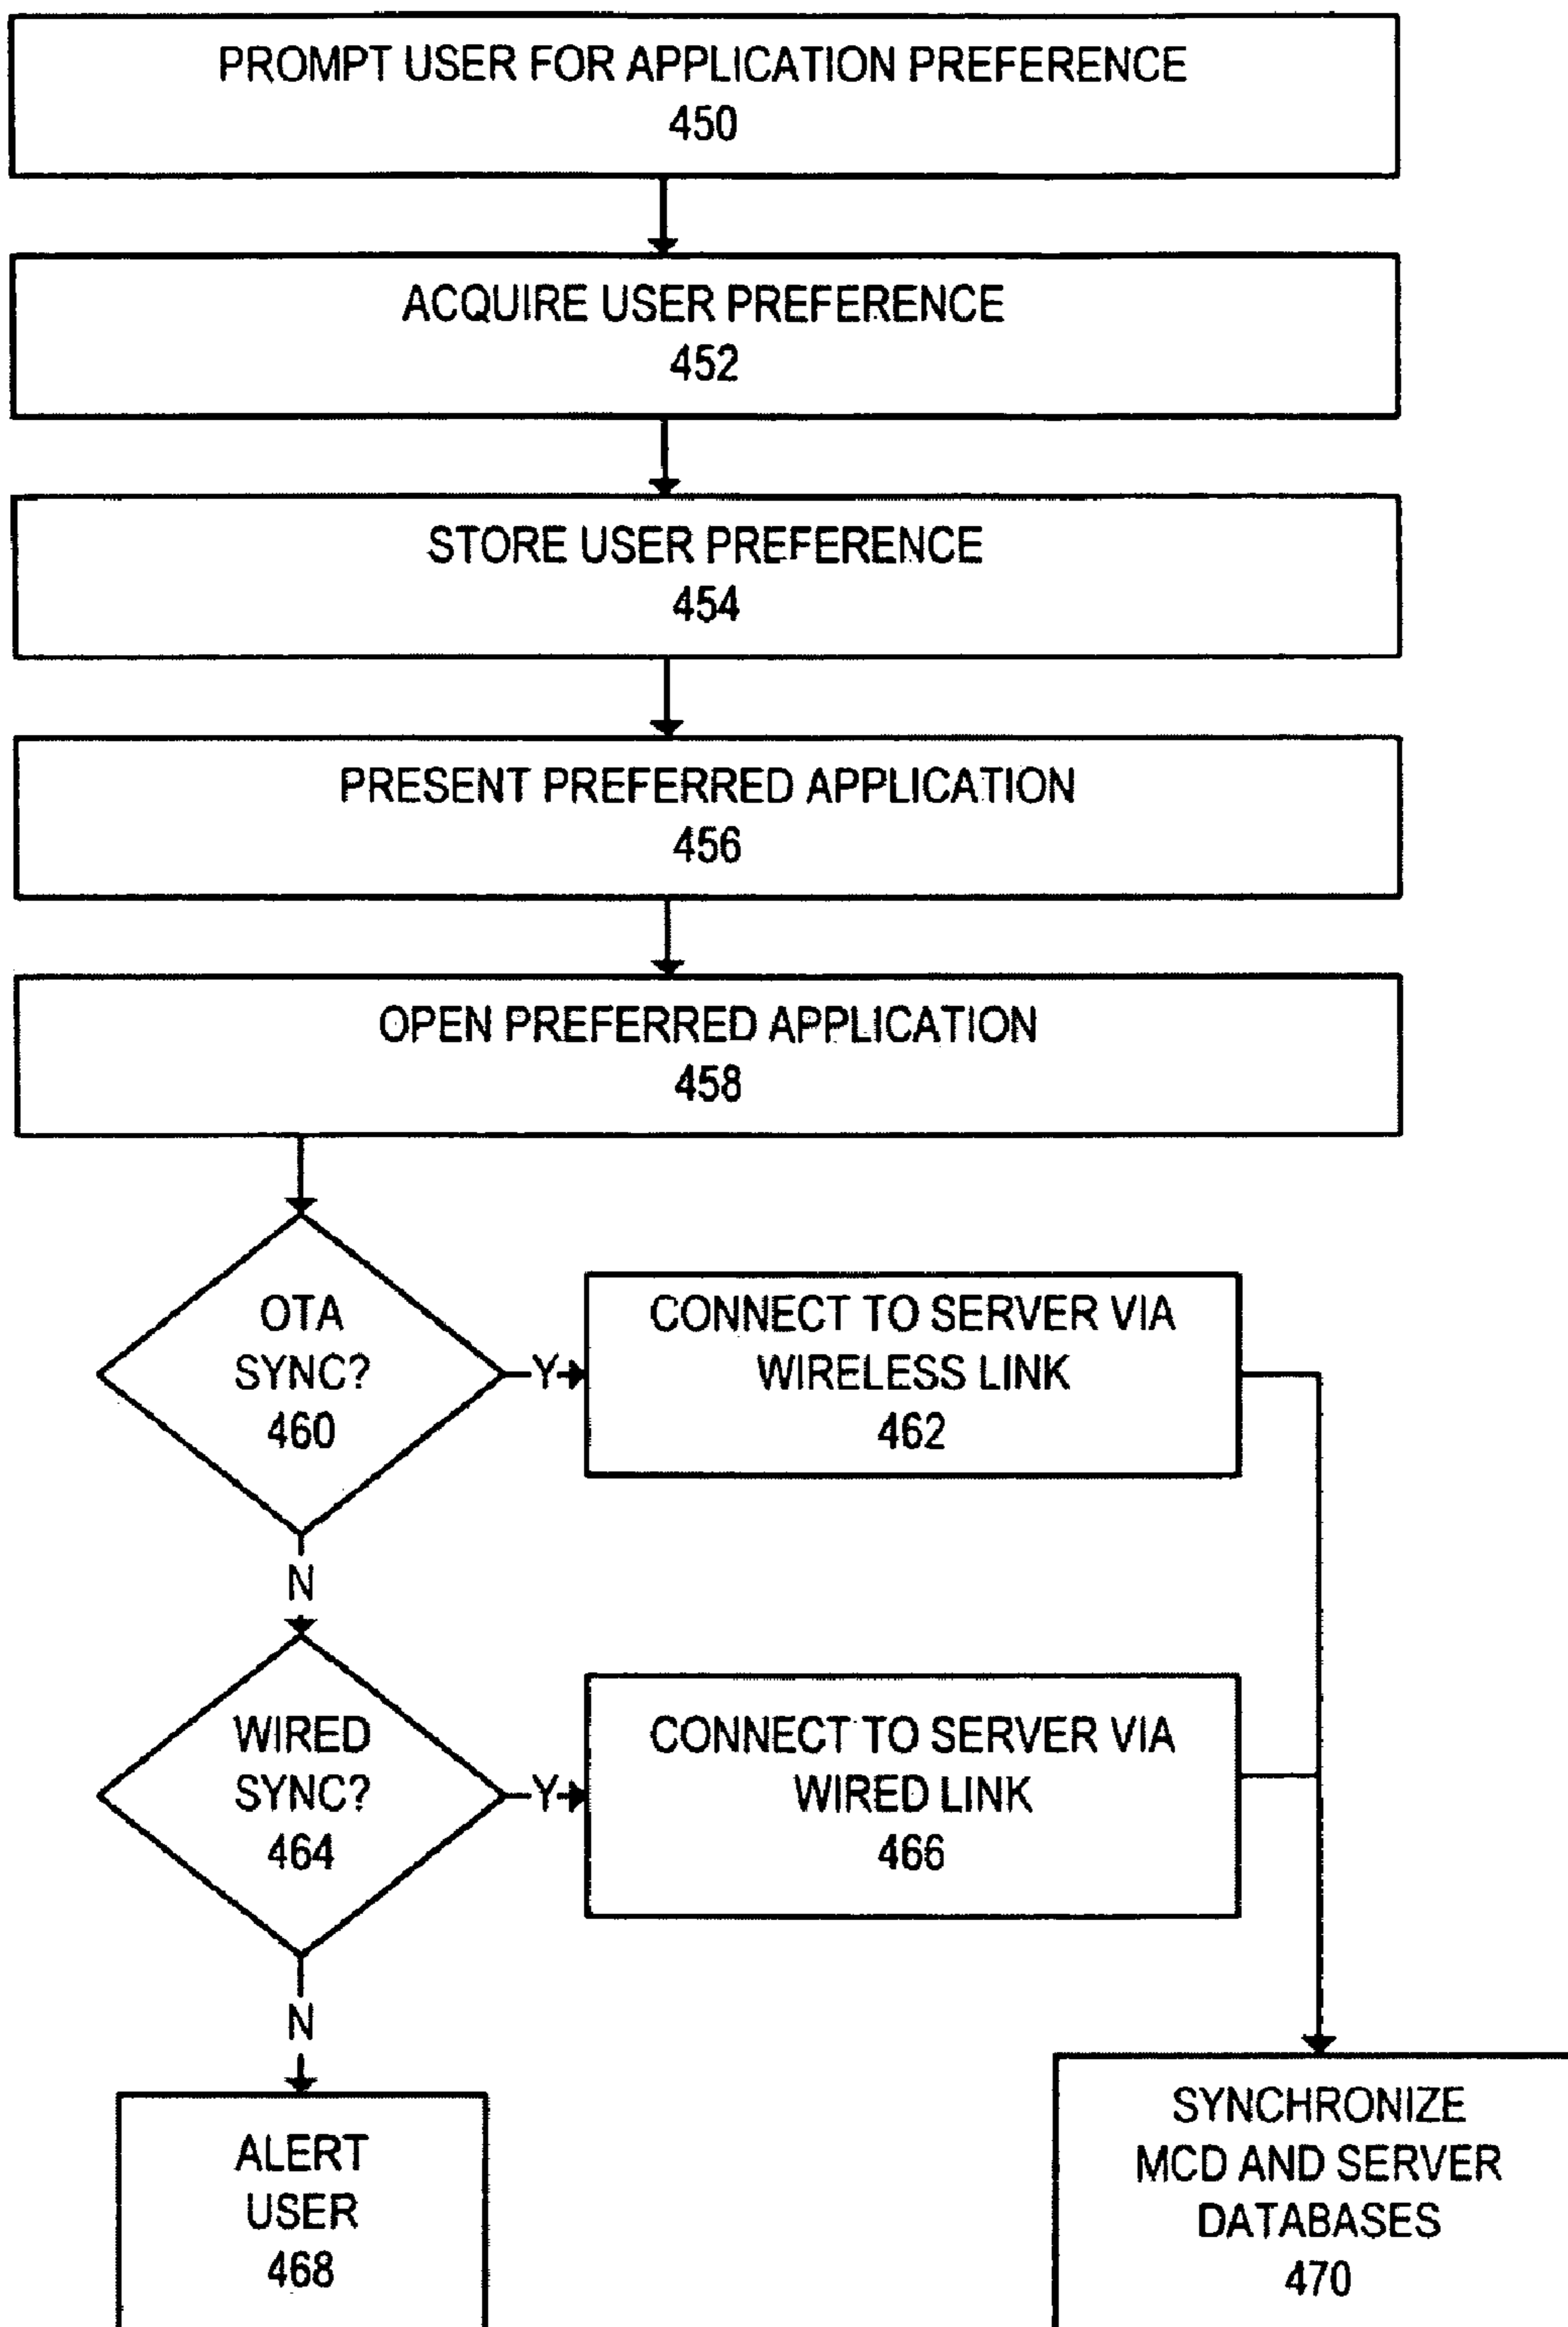 PROMPT USER FOR APPLICATION PREFERENCE
450
ACQUIRE USER PREFERENCE
452
STORE USER PREFERENCE
454
PRESENT PREFERRED APPLICATION
456
OPEN PREFERRED APPLICATION
458
OTA
SYNC?
460
Y
CONNECT TO SERVER VIA
WIRELESS LINK
462
N
WIRED
SYNC?
464
Y
CONNECT TO SERVER VIA
WIRED LINK
466
N
ALERT
USER
468
SYNCHRONIZE
MCD AND SERVER
DATABASES
470